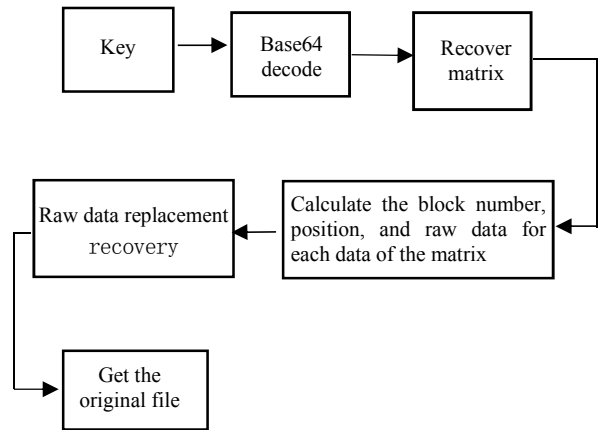 Key
Base64
decode
Recover
matrix
Calculate the block number,
position, and raw data for
each data of the matrix
Raw data replacement
recovery
Get the
original file